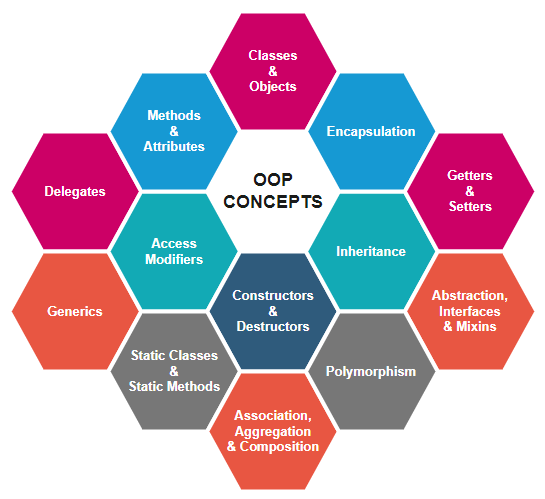 Classes
&
Objects
Methods
&
Attributes
Encapsulation
Delegates
OOP
CONCEPTS
Getters
&
Setters
Access
Modifiers
Inheritance
Generics
Constructors
&
Destructors
Abstraction,
Interfaces
& Mixins
Static Classes
&
Static Methods
Polymorphism
Association,
Aggregation
& Composition